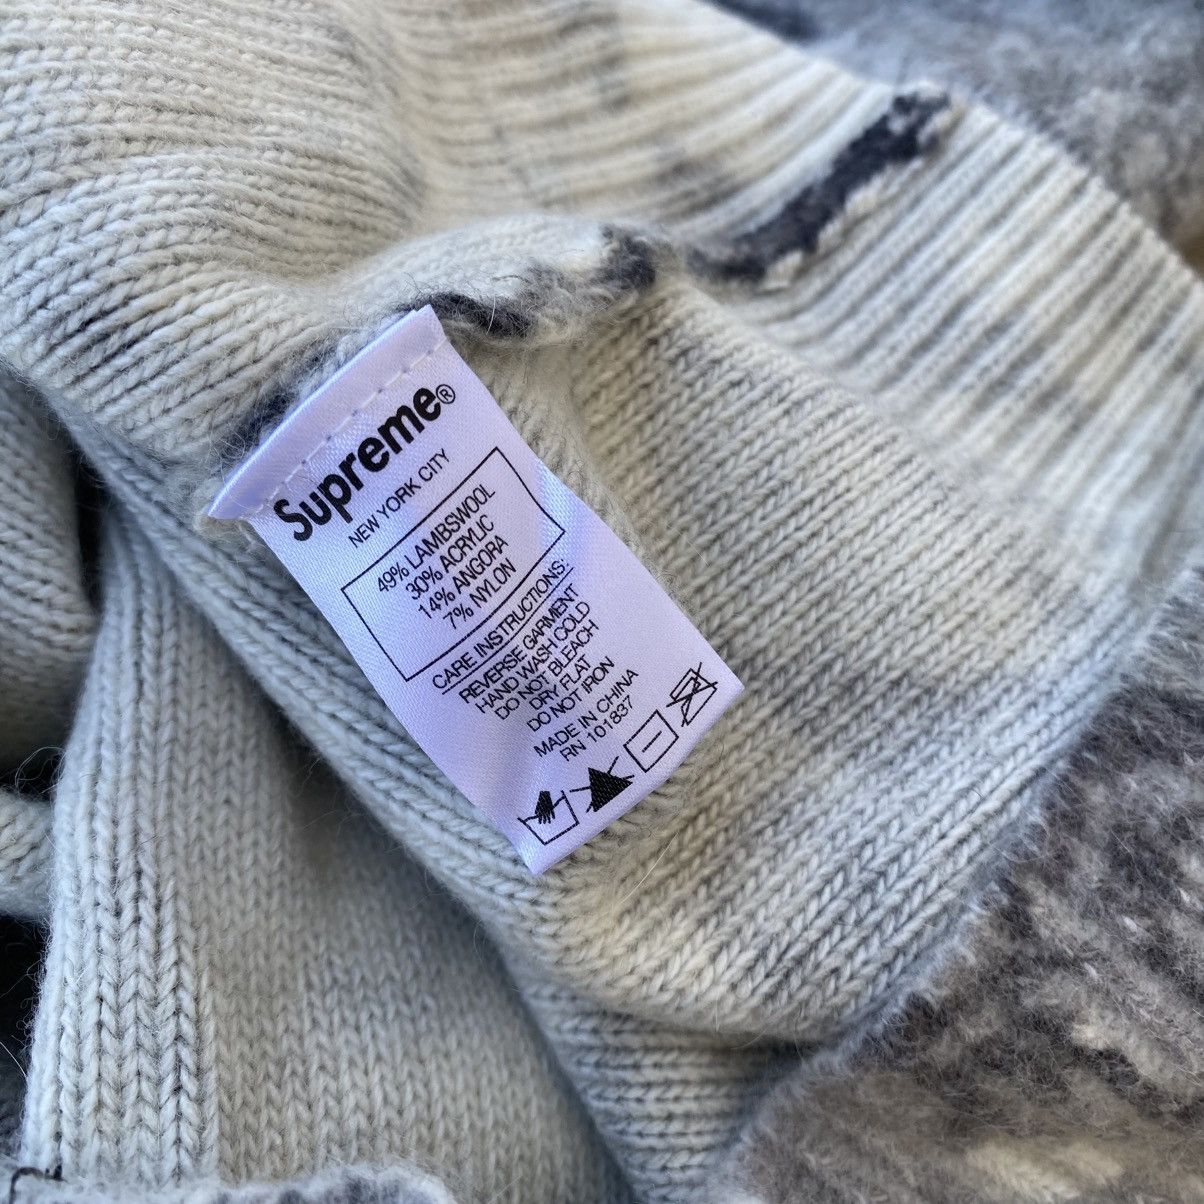 Supreme®
NEW YORK CITY
49% LAMBSWOOL
30% ACRYLIC
14% ANGORA
7% NYLON
CARE INSTRUCTIONS:
REVERSE GARMENT
HAND WASH COLD
DO NOT BLEACH
DRY FLAT
DO NOT IRON
MADE IN CHINA
RN 101837